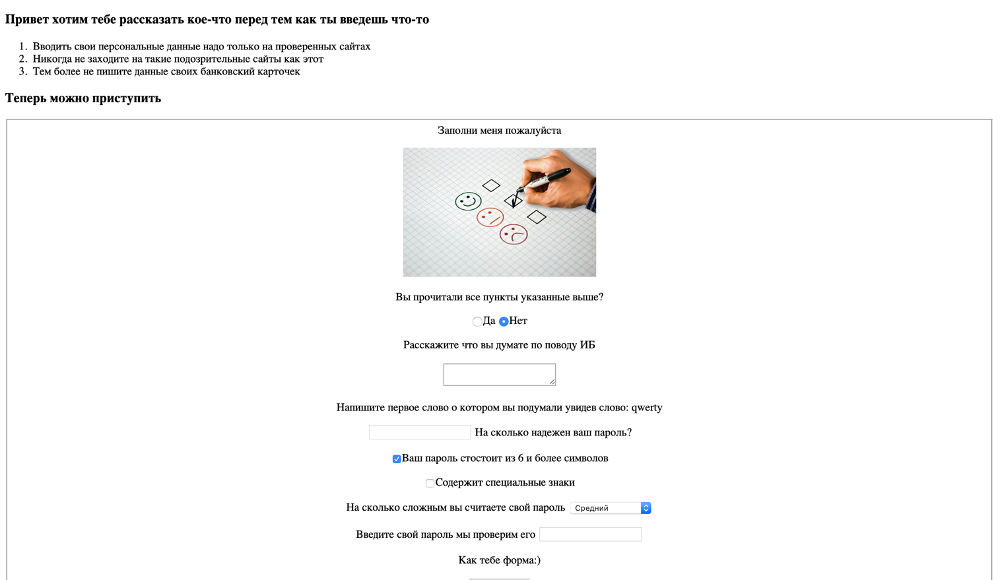 Привет хотим тебе рассказать кое-что перед тем как ты введешь что-то
1. Вводить свои персональные данные надо только на проверенных сайтах
2. Никогда не заходите на такие подозрительные сайты как этот
3. Тем более не пишите данные своих банковский карточек
Теперь можно приступить
Заполни меня пожалуйста
Вы прочитали все пункты указанные выше?
Да Нет
Расскажите что вы думате по поводу ИБ
Напишите первое слово о котором вы подумали увидев слово: qwerty
На сколько надежен ваш пароль?
Ваш пароль стостоит из 6 и более символов
Содержит специальные знаки
На сколько сложным вы считаете свой пароль Средний
Введите свой пароль мы проверим его
Как тебе форма:)